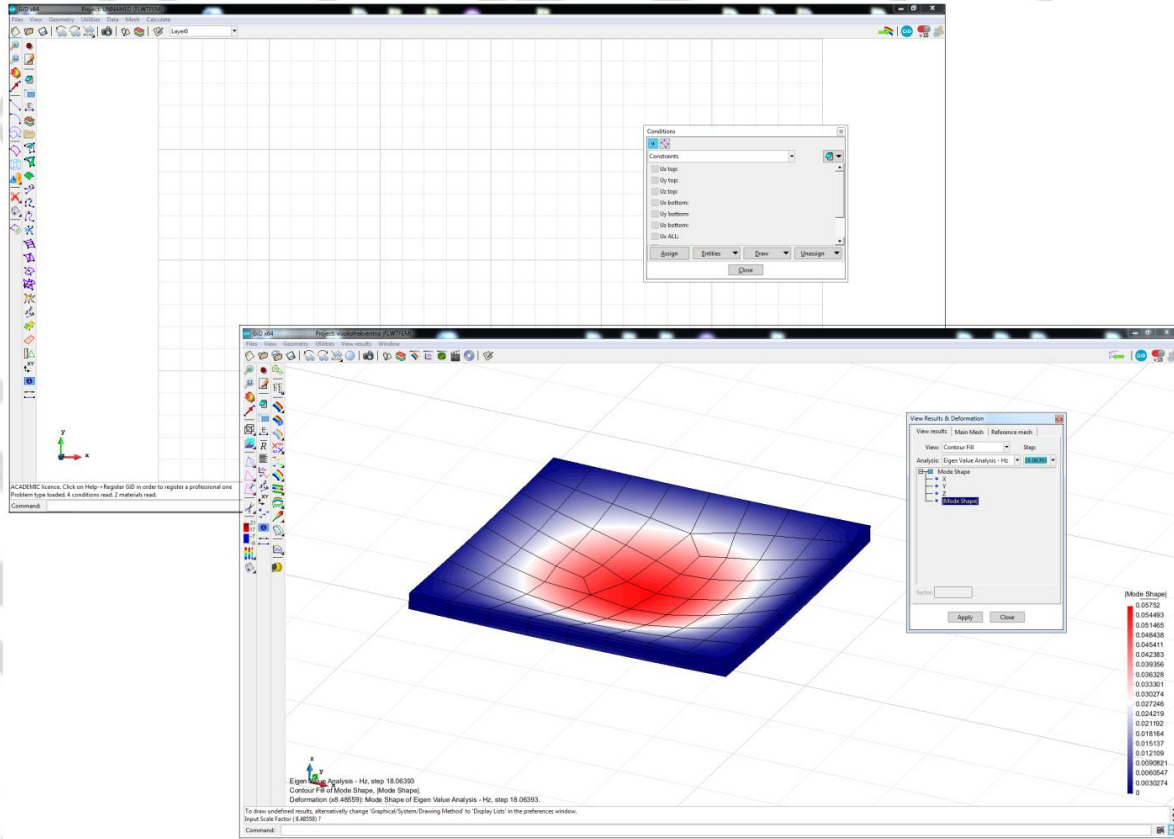 GiD x64 Project: UNNAMED (FLWTFEM)
Files View Geometry Utilities Data Mesh Calculate
Layer0
Conditions
Constraints
Ux top:
Uy top:
Uz top:
Ux bottom:
Uy bottom:
Uz bottom:
Ux ALL:
Assign Entities Draw Unassign
Close
y
x
ACADEMIC licence. Click on Help->Register GiD in order to register a professional one
Problem type loaded. 4 conditions read. 2 materials read.
Command:
GiD x64 Project: (FLWTFEM)
Files View Geometry Utilities View results Window
View Results & Deformation
View results Main Mesh Reference mesh
View: Contour Fill Step:
Analysis: Eigen Value Analysis - Hz 18.06393
Mode Shape
X
Y
Z
|Mode Shape|
Factor:
Apply Close
|Mode Shape|
0.05752
0.054493
0.051465
0.048438
0.045411
0.042383
0.039356
0.036328
0.033301
0.030274
0.027246
0.024219
0.021192
0.018164
0.015137
0.012109
0.0090821
0.0060547
0.0030274
0
z
y
x
Eigen Value Analysis - Hz, step 18.06393
Contour Fill of Mode Shape, |Mode Shape|.
Deformation (x8.48559): Mode Shape of Eigen Value Analysis - Hz, step 18.06393.
To draw undefined results, alternatively change 'Graphical/System/Drawing Method' to 'Display Lists' in the preferences window.
Input Scale Factor ( 8.48559) ?
Command: